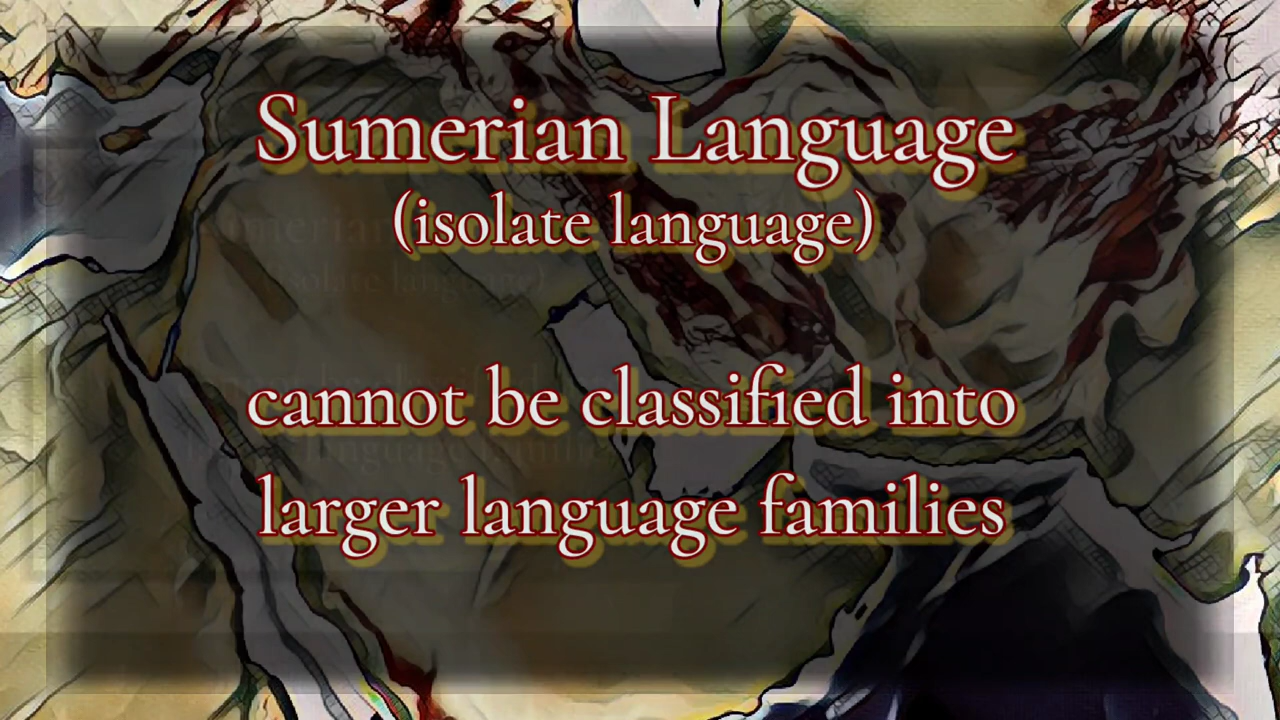 Sumerian Language
(isolate language)
cannot be classified into
larger language families